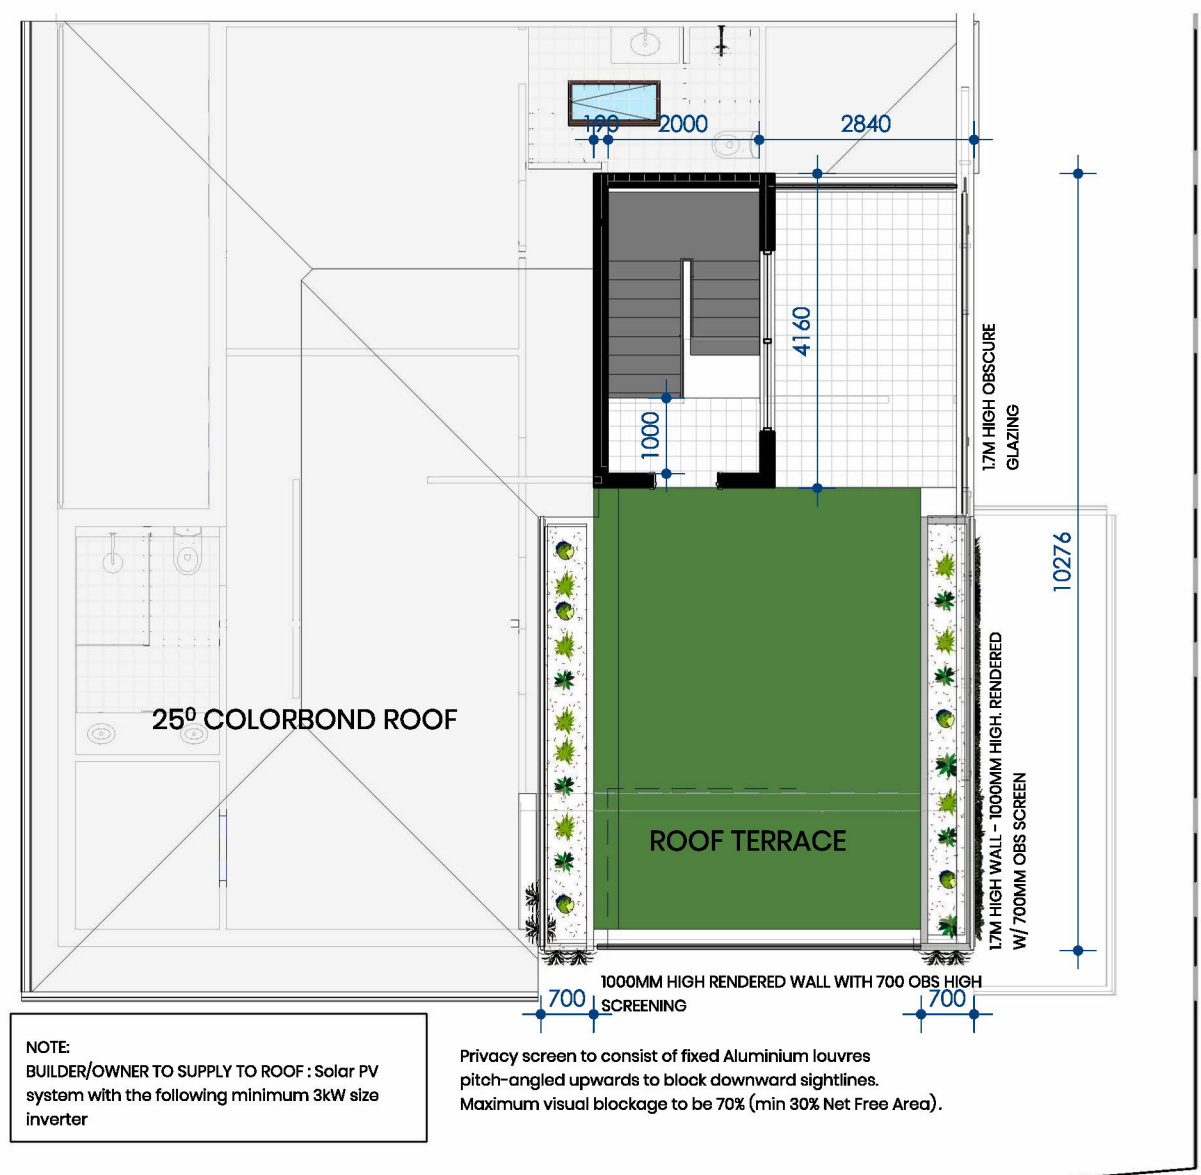 190 2000 2840
4160
1.7M HIGH OBSCURE
GLAZING
1000
10276
25⁰ COLORBOND ROOF
1.7M HIGH WALL - 1000MM HIGH. RENDERED
W/ 700MM OBS SCREEN
ROOF TERRACE
1000MM HIGH RENDERED WALL WITH 700 OBS HIGH
SCREENING
700 700
NOTE:
BUILDER/OWNER TO SUPPLY TO ROOF : Solar PV
system with the following minimum 3kW size
inverter
Privacy screen to consist of fixed Aluminium louvres
pitch-angled upwards to block downward sightlines.
Maximum visual blockage to be 70% (min 30% Net Free Area).